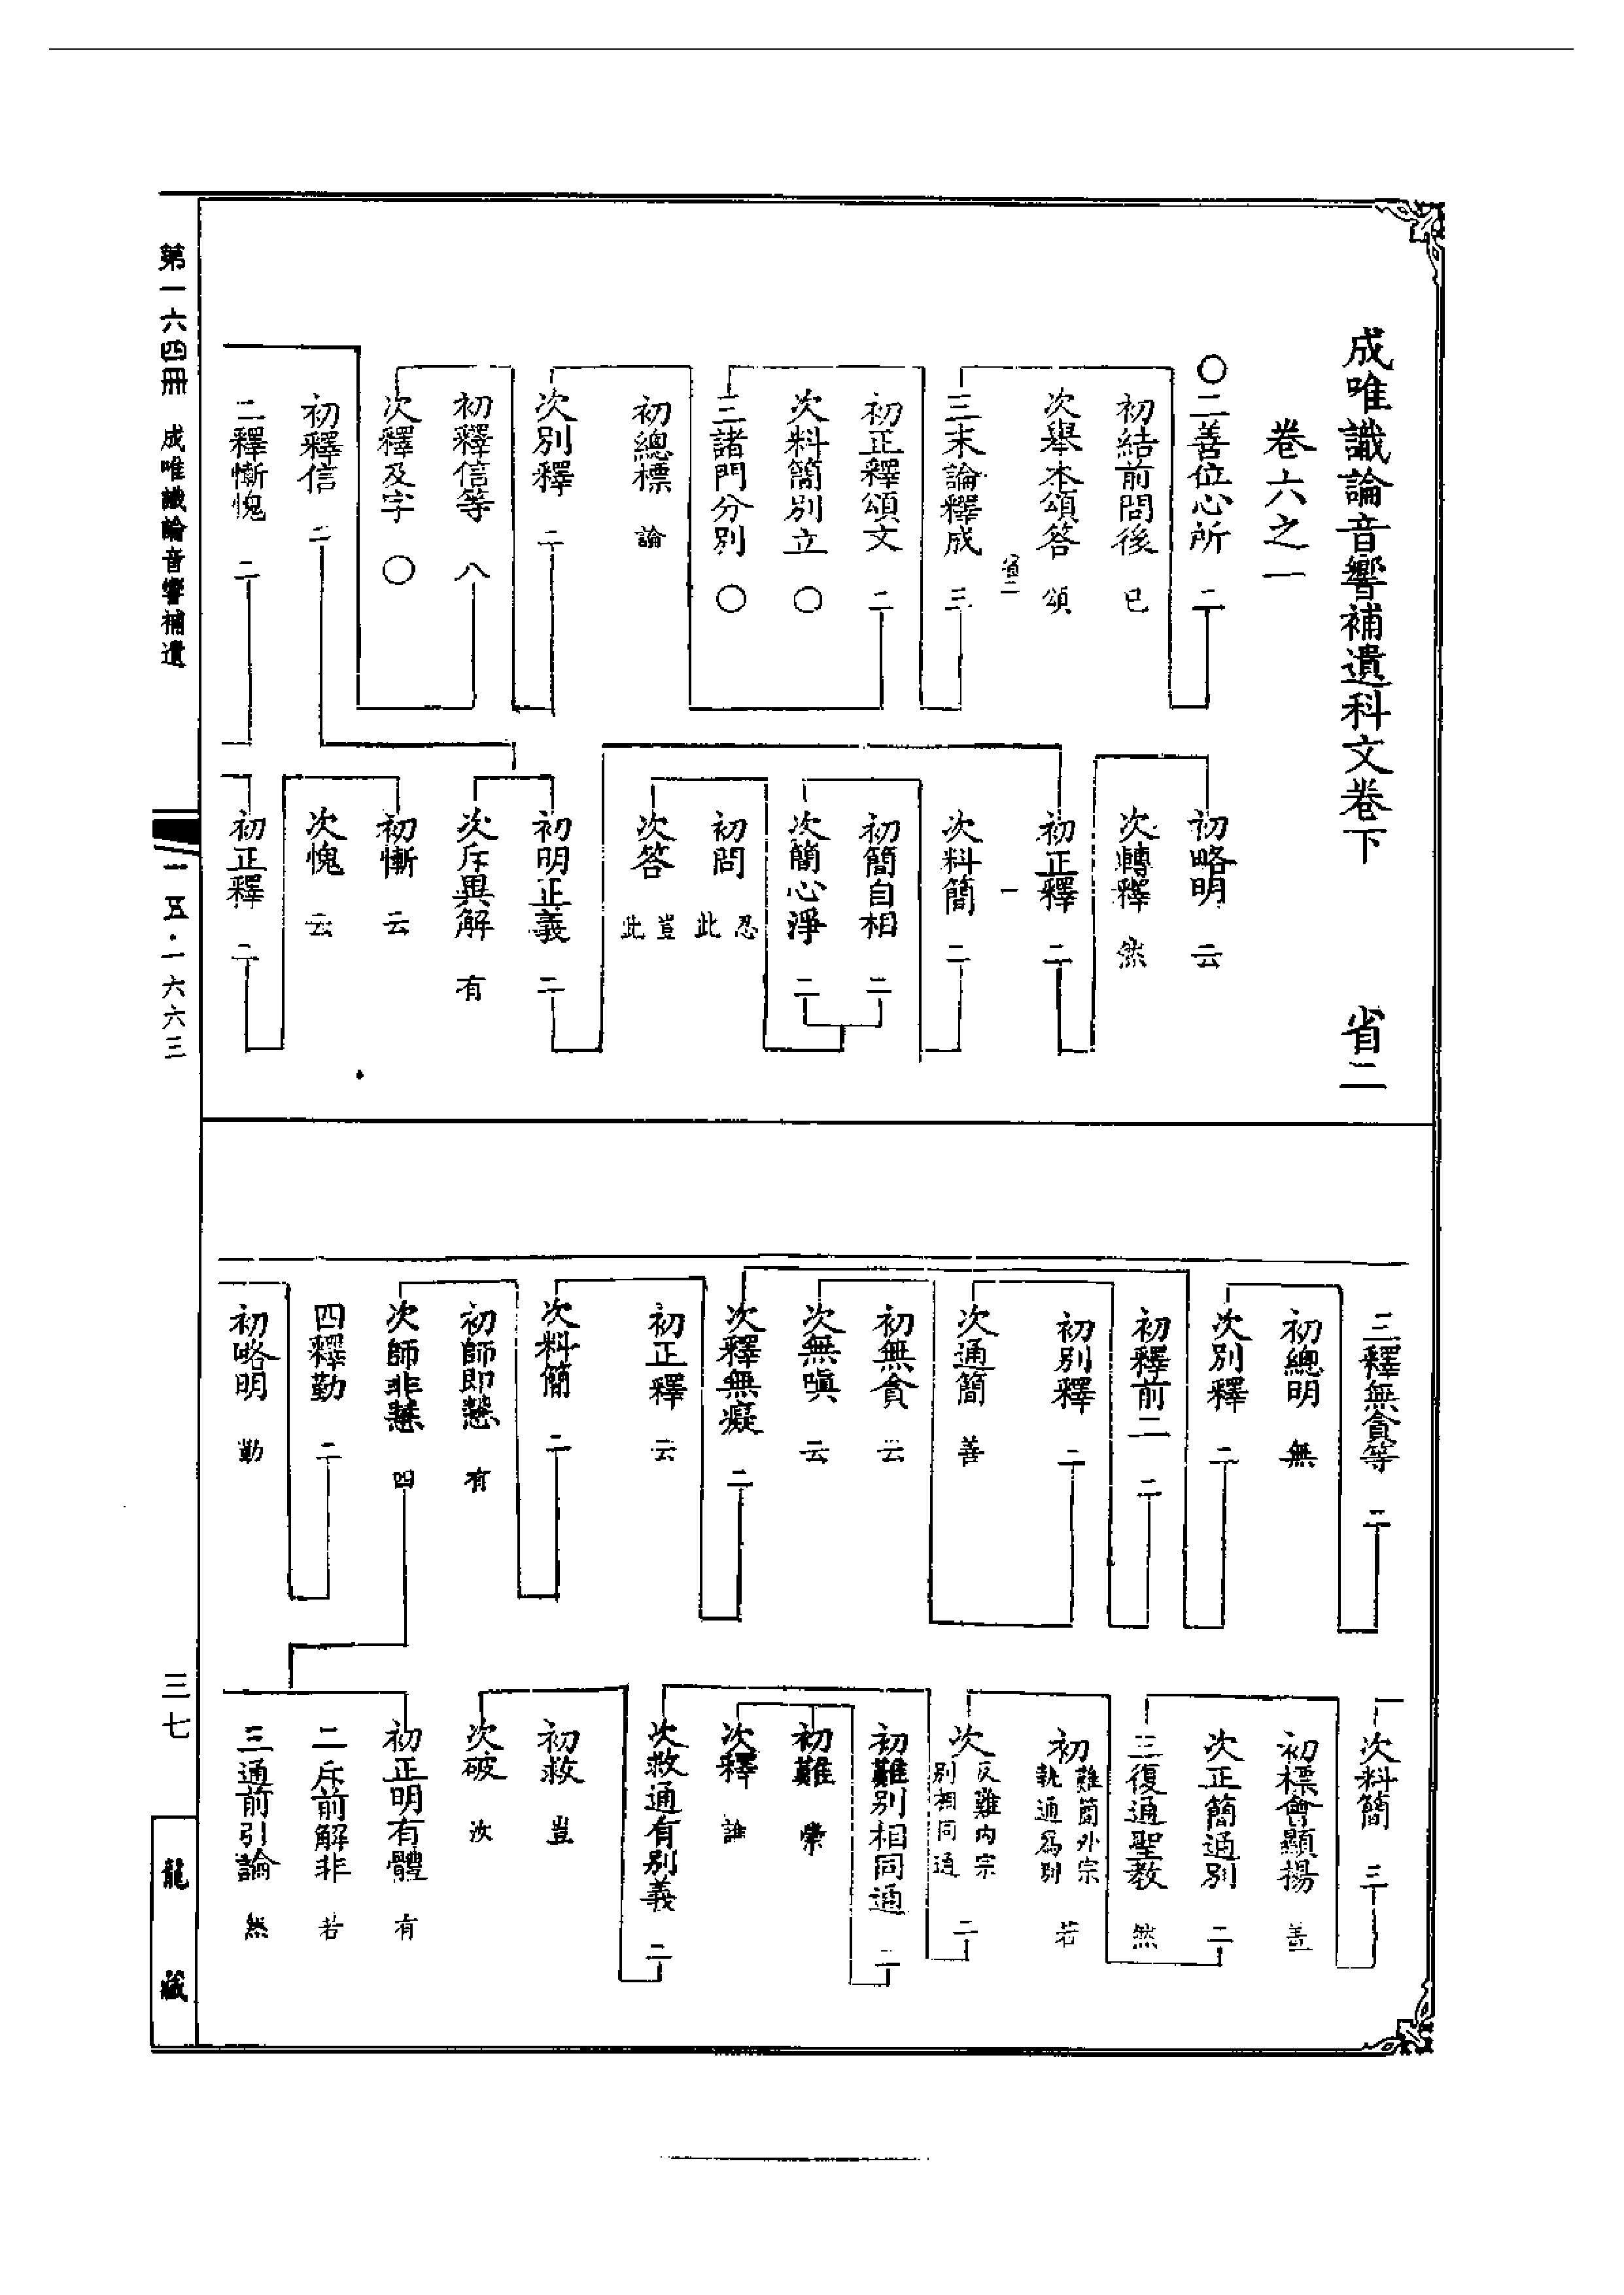 成唯識論音響補遺科文卷下　省二
卷六之一
〇二善位心所　二
初結前問後　已
次舉本頌答　頌
三末論釋成　三
初正釋頌文　二
次料簡別立　〇
三諸門分別　〇
初總標　論
次別釋　二
初釋信等　八
次釋及字　〇
初釋信　二
二釋慚愧　二
初略明　云
次轉釋　然
初正釋　二
一
次料簡　二
初簡自相　二
次簡心淨　二
初問　忍此
次答　豈此
初明正義　二
次斥異解　有
初慚　云
次愧　云
初正釋　二
三釋無貪等　二
初總明　無
次別釋　二
初釋前二　二
初別釋　二
次通簡　善
初無貪　云
次無嗔　云
次釋無癡　二
初正釋　云
次料簡　二
初師即慧　有
次師非慧　四
四釋勤　二
初略明　勤
次料簡　三
初標會顯揚　善
次正簡通別　二
三復通聖教　然
初難簡外宗執通為別　若
次反難內宗別相同通　二
初難別相同通　二
初難　棠
次釋　誰
次救通有別義　二
初救　豈
次破　汝
初正明有體　有
二斥前解非　若
三通前引論　然
第一六四冊　成唯識論音響補遺
一五·一六六三
三七
龍藏